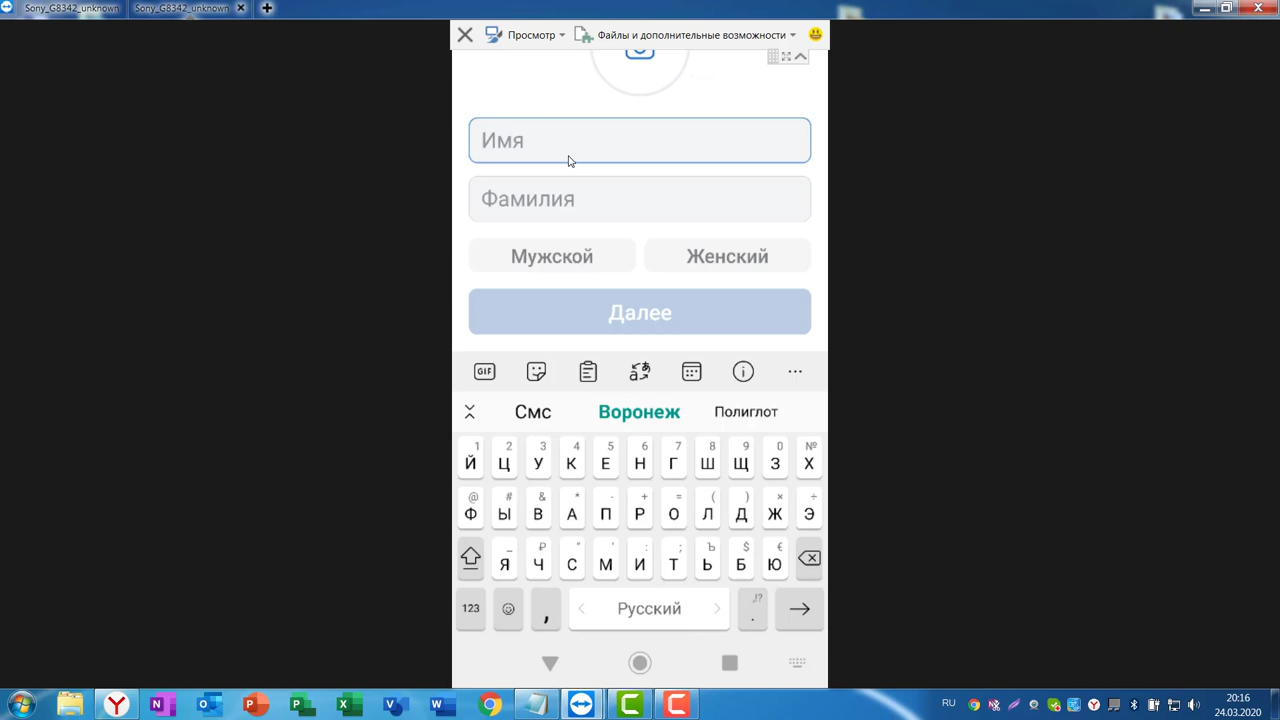 Sony_G8342_unknown Sony_G8342_unknown
Просмотр Файлы и дополнительные возможности
Имя
Фамилия
Мужской Женский
Далее
GIF
Смс Воронеж Полиглот
1 2 3 4 5 6 7 8 9 0 №
Й Ц У К Е Н Г Ш Щ З Х
@ # & * - + = ( ) × ÷
Ф Ы В А П Р О Л Д Ж Э
_ ₽ " ' : ; Ъ $ €
Я Ч С М И Т Ь Б Ю
,!?
123 , Русский .
RU 20:16
24.03.2020